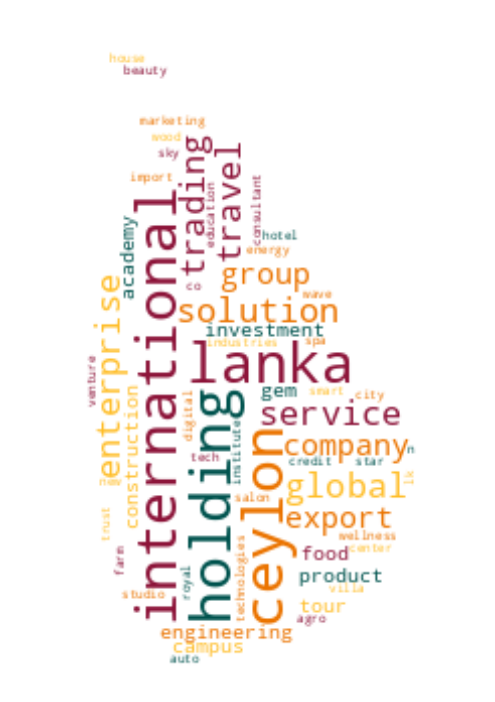 house
beauty
marketing
wood
sky
import
trading
travel
education
consultant
international
academy
hotel
energy
co
group
enterprise
wave
solution
investment
industries
spa
lanka
venture
holding
gem
smart
city
construction
digital
service
institute
ceylon
company
n
tech
credit
star
new
global
lk
salon
export
trust
technologies
wellness
center
farm
food
royal
product
studio
villa
tour
agro
engineering
campus
auto